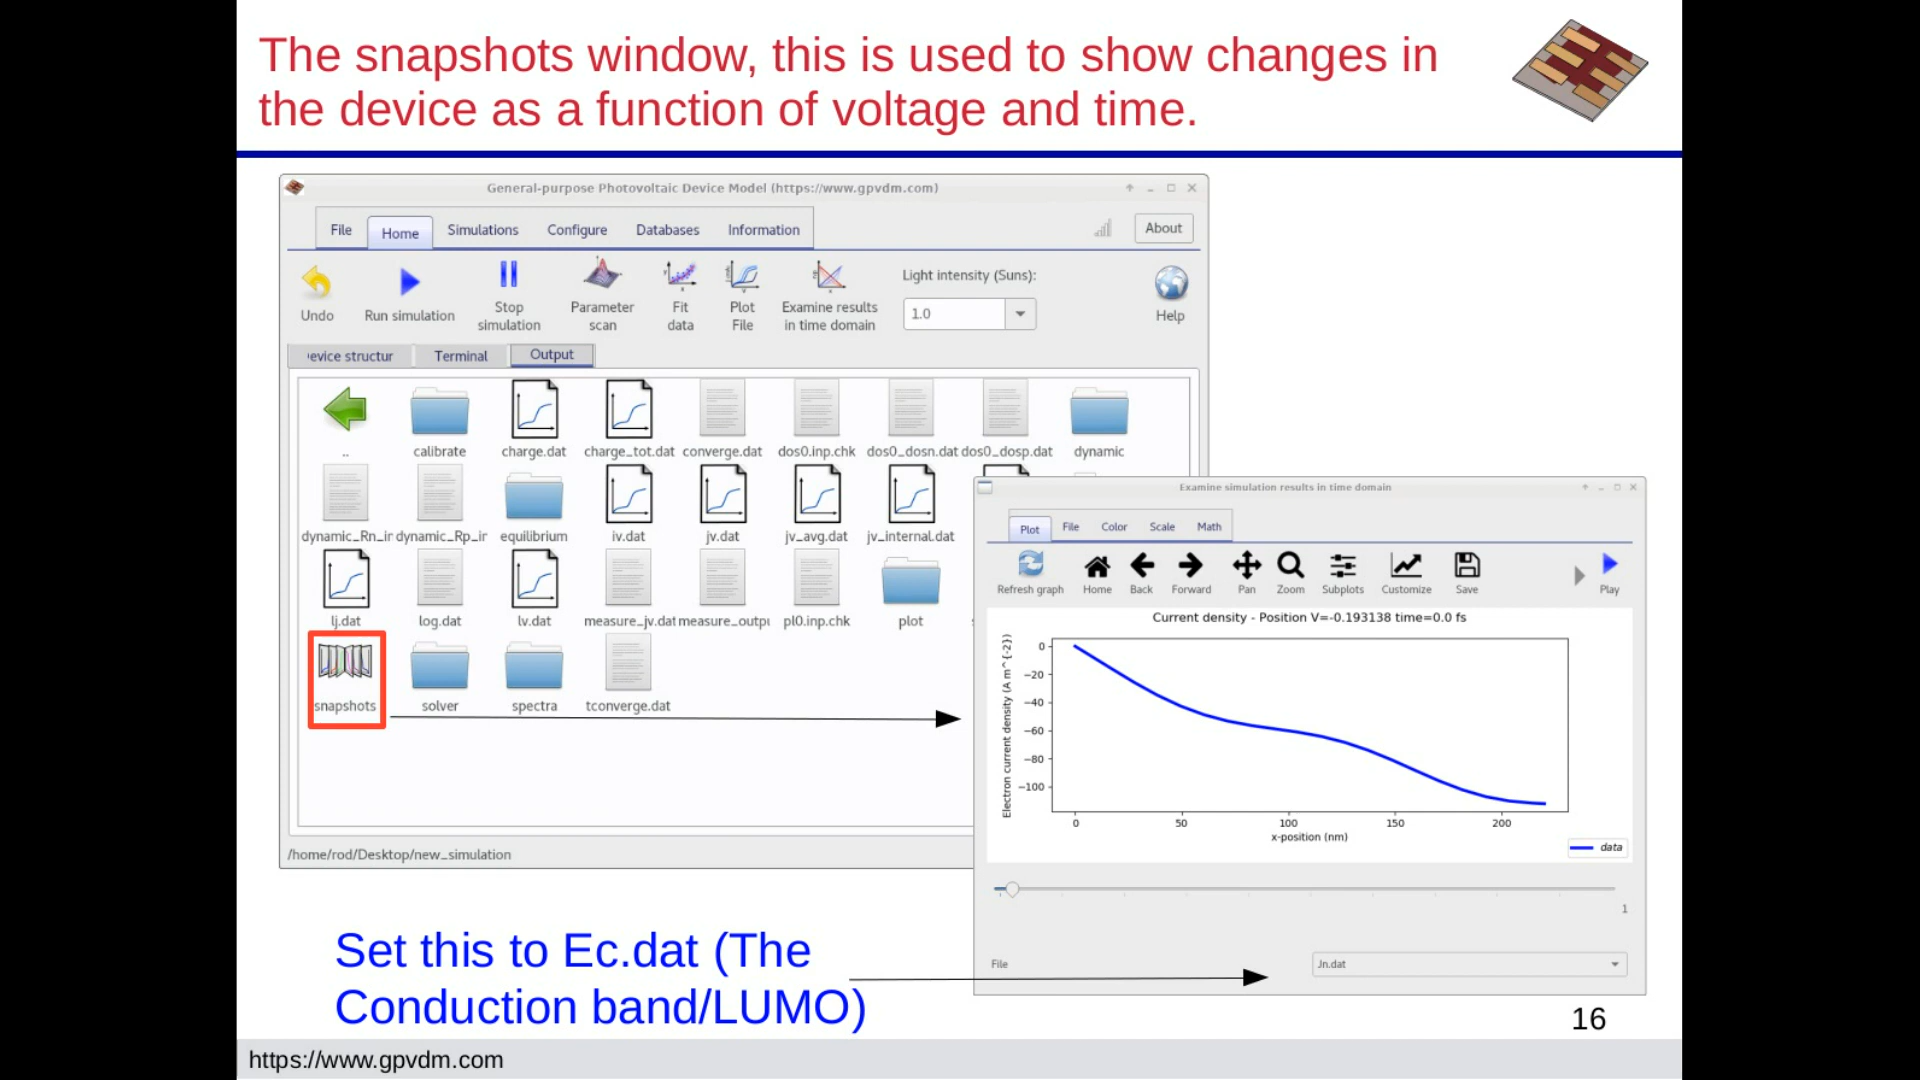 The snapshots window, this is used to show changes in
the device as a function of voltage and time.
General-purpose Photovoltaic Device Model (https://www.gpvdm.com)
File Home Simulations Configure Databases Information
About
Undo
Run simulation
Stop
simulation
Parameter
scan
Fit
data
Plot
File
Examine results
in time domain
Light intensity (Suns):
1.0
Help
evice structur Terminal Output
.. calibrate charge.dat charge_tot.dat converge.dat dos0.inp.chk dos0_dosn.dat dos0_dosp.dat dynamic
dynamic_Rn_ir dynamic_Rp_ir equilibrium iv.dat jv.dat jv_avg.dat jv_internal.dat
lj.dat log.dat lv.dat measure_jv.dat measure_outpu pl0.inp.chk plot
snapshots solver spectra tconverge.dat
/home/rod/Desktop/new_simulation
Examine simulation results in time domain
Plot File Color Scale Math
Refresh graph Home Back Forward Pan Zoom Subplots Customize Save Play
Current density - Position V=-0.193138 time=0.0 fs
Electron current density (A m^{-2})
0
−20
−40
−60
−80
−100
0 50 100 150 200
x-position (nm)
data
1
File Jn.dat
Set this to Ec.dat (The
Conduction band/LUMO)
16
https://www.gpvdm.com